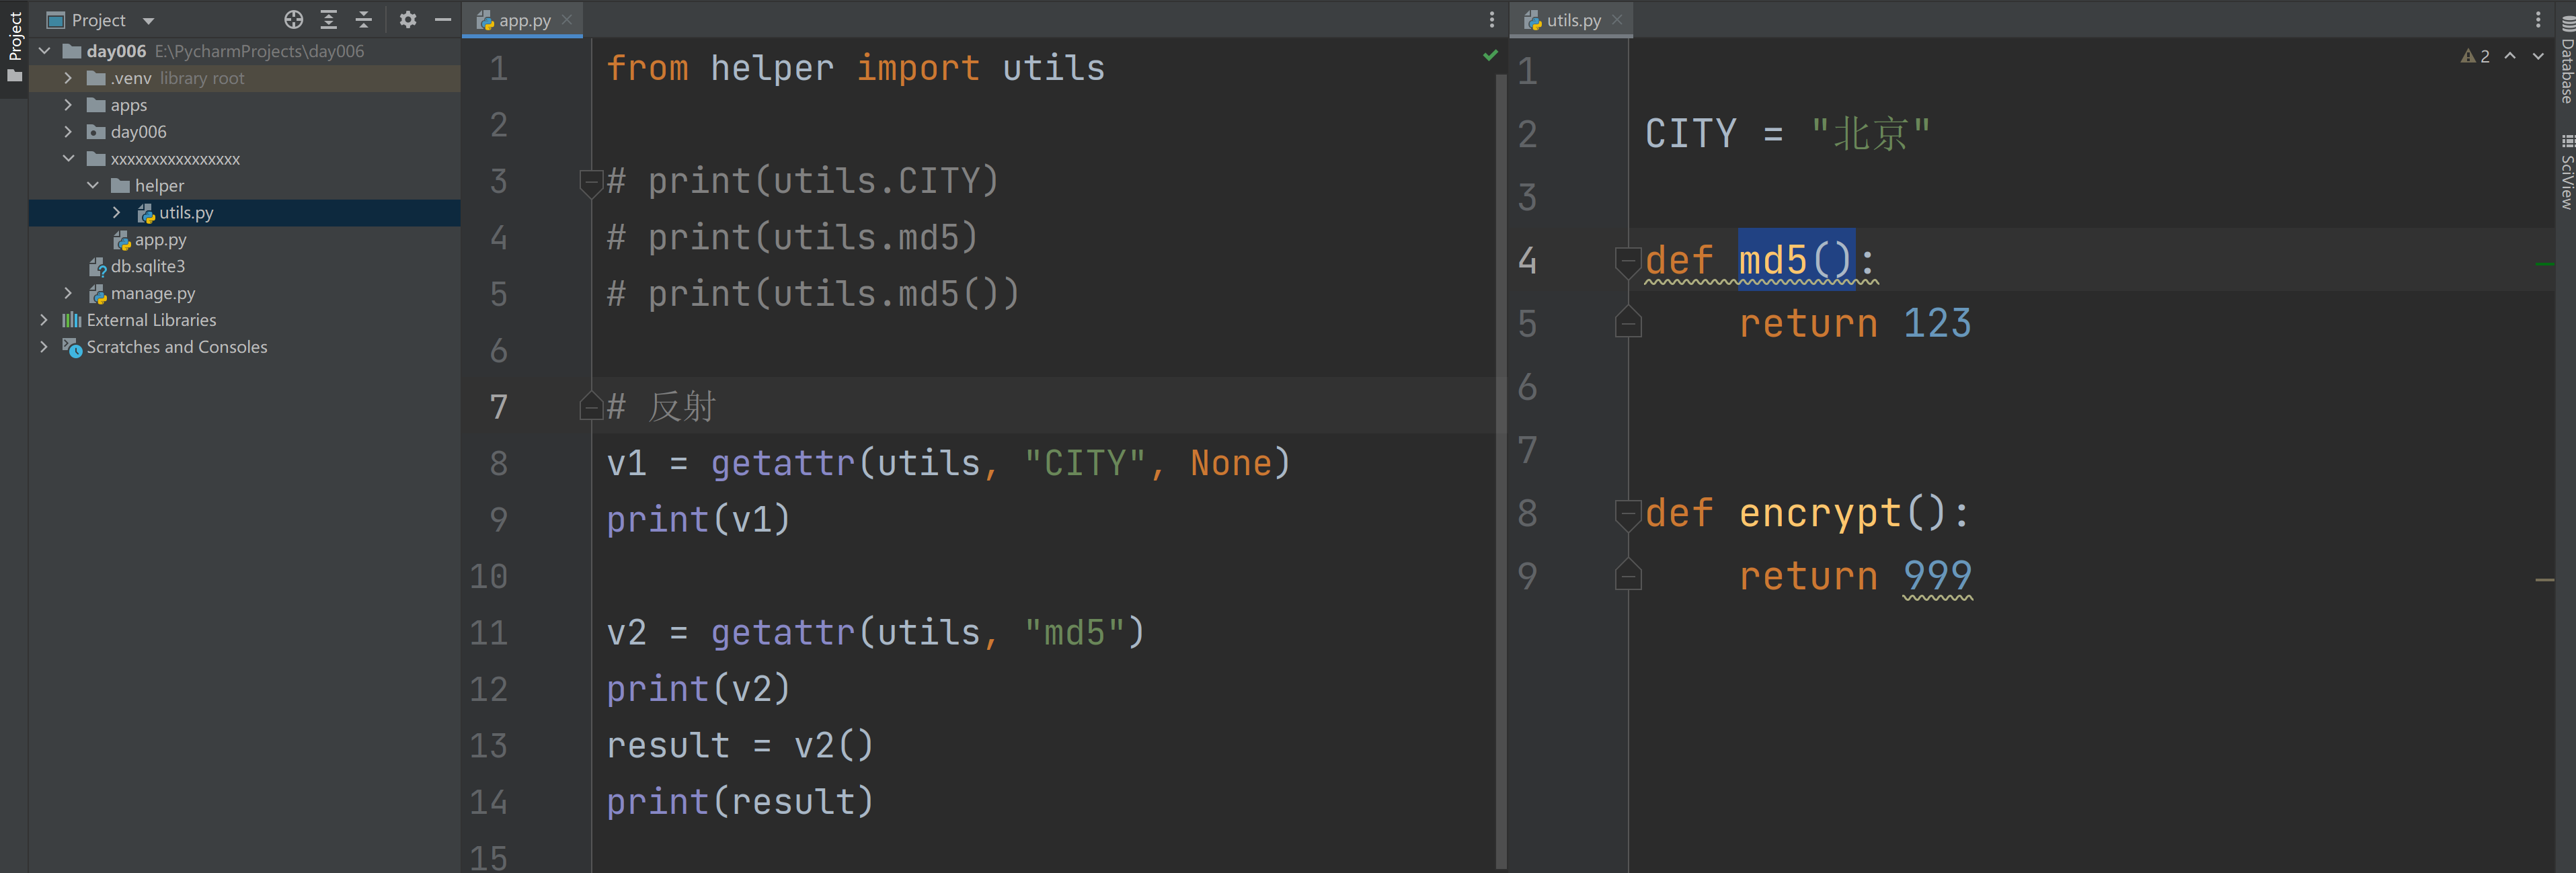 Project
Project
day006 E:\PycharmProjects\day006
.venv library root
apps
day006
xxxxxxxxxxxxxxxx
helper
utils.py
app.py
db.sqlite3
manage.py
External Libraries
Scratches and Consoles
app.py
1 from helper import utils
2
3 # print(utils.CITY)
4 # print(utils.md5)
5 # print(utils.md5())
6
7 # 反射
8 v1 = getattr(utils, "CITY", None)
9 print(v1)
10
11 v2 = getattr(utils, "md5")
12 print(v2)
13 result = v2()
14 print(result)
15
utils.py
2
1
2 CITY = "北京"
3
4 def md5():
5 return 123
6
7
8 def encrypt():
9 return 999
Database
SciView